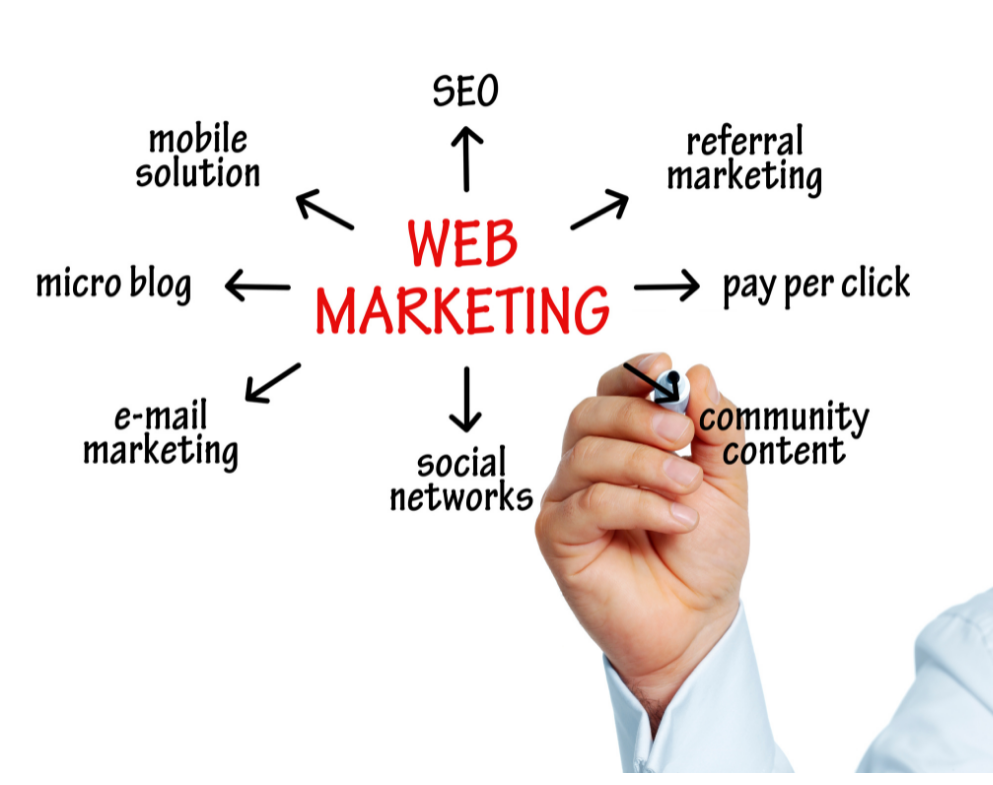 SEO
mobile
solution
referral
marketing
WEB
MARKETING
micro blog
pay per click
e-mail
marketing
social
networks
community
content